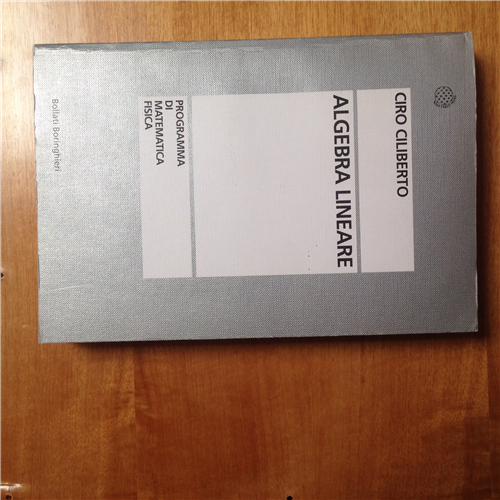 CIRO CILIBERTO
ALGEBRA LINEARE
PROGRAMMA
DI
MATEMATICA
FISICA
Bollati Boringhieri